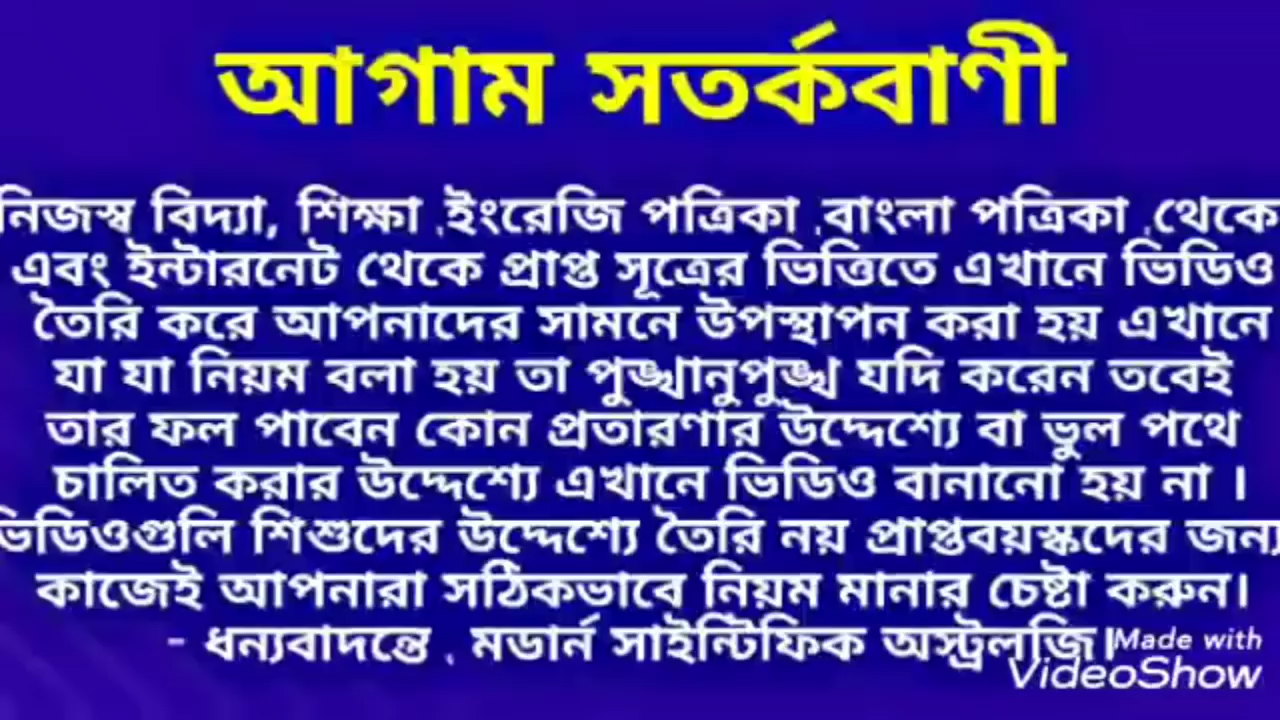 আগাম সতর্কবাণী
নিজস্ব বিদ্যা, শিক্ষা ,ইংরেজি পত্রিকা ,বাংলা পত্রিকা ,থেকে
এবং ইন্টারনেট থেকে প্রাপ্ত সূত্রের ভিত্তিতে এখানে ভিডিও
তৈরি করে আপনাদের সামনে উপস্থাপন করা হয় এখানে
যা যা নিয়ম বলা হয় তা পুঙ্খানুপুঙ্খ যদি করেন তবেই
তার ফল পাবেন কোন প্রতারণার উদ্দেশ্যে বা ভুল পথে
চালিত করার উদ্দেশ্যে এখানে ভিডিও বানানো হয় না ।
ভিডিওগুলি শিশুদের উদ্দেশ্যে তৈরি নয় প্রাপ্তবয়স্কদের জন্য
কাজেই আপনারা সঠিকভাবে নিয়ম মানার চেষ্টা করুন।
- ধন্যবাদন্তে , মডার্ন সাইন্টিফিক অস্ট্রলজি।
Made with
VideoShow